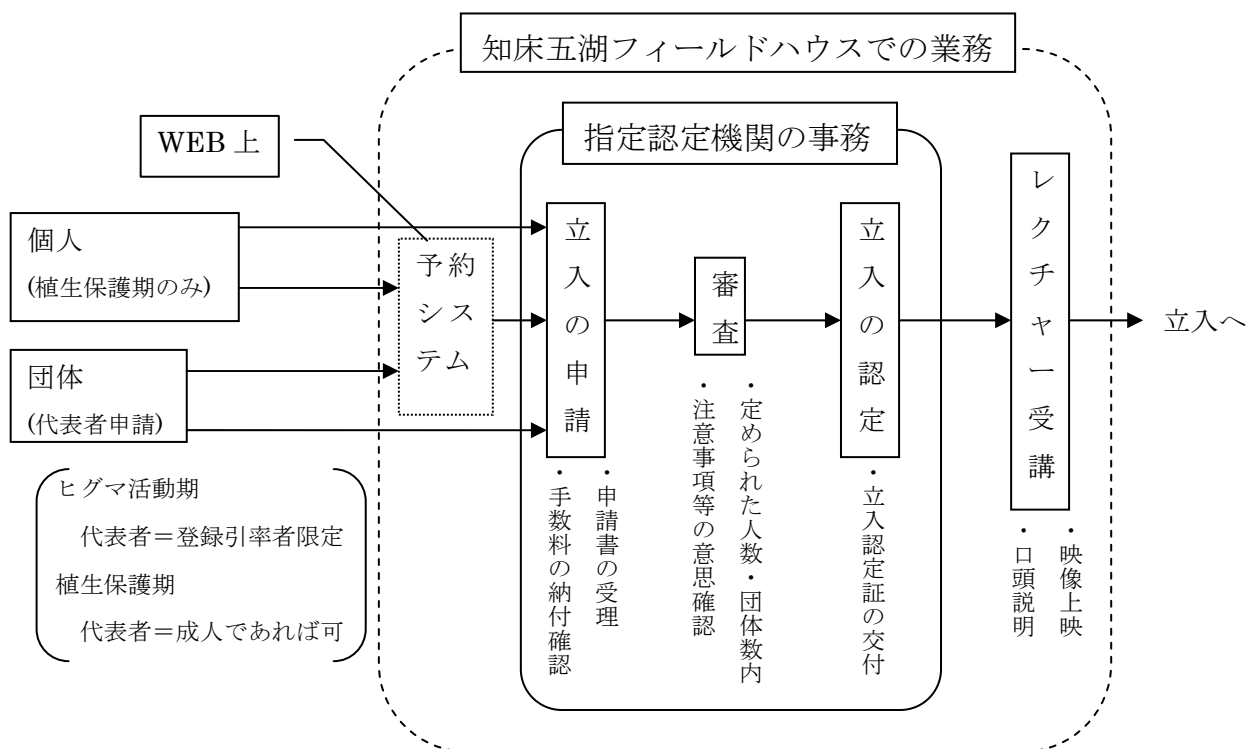 知床五湖フィールドハウスでの業務
WEB 上
指定認定機関の事務
個人
(植生保護期のみ)
団体
(代表者申請)
予約
シス
テム
立入の申請
審査
立入の認定
レクチャー受講
立入へ
ヒグマ活動期
代表者＝登録引率者限定
植生保護期
代表者＝成人であれば可
・申請書の受理
・手数料の納付確認
・定められた人数・団体数内
・注意事項等の意思確認
・立入認定証の交付
・映像上映
・口頭説明